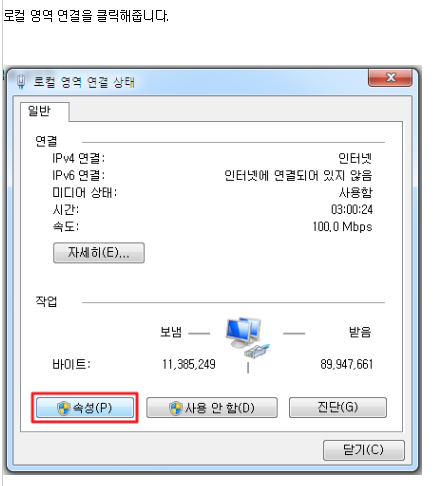 로컬 영역 연결을 클릭해줍니다.
로컬 영역 연결 상태
일반
연결
IPv4 연결: 인터넷
IPv6 연결: 인터넷에 연결되어 있지 않음
미디어 상태: 사용함
시간: 03:00:24
속도: 100,0 Mbps
자세히(E)...
작업
보냄 받음
바이트: 11,385,249 89,947,661
속성(P) 사용 안 함(D) 진단(G)
닫기(C)